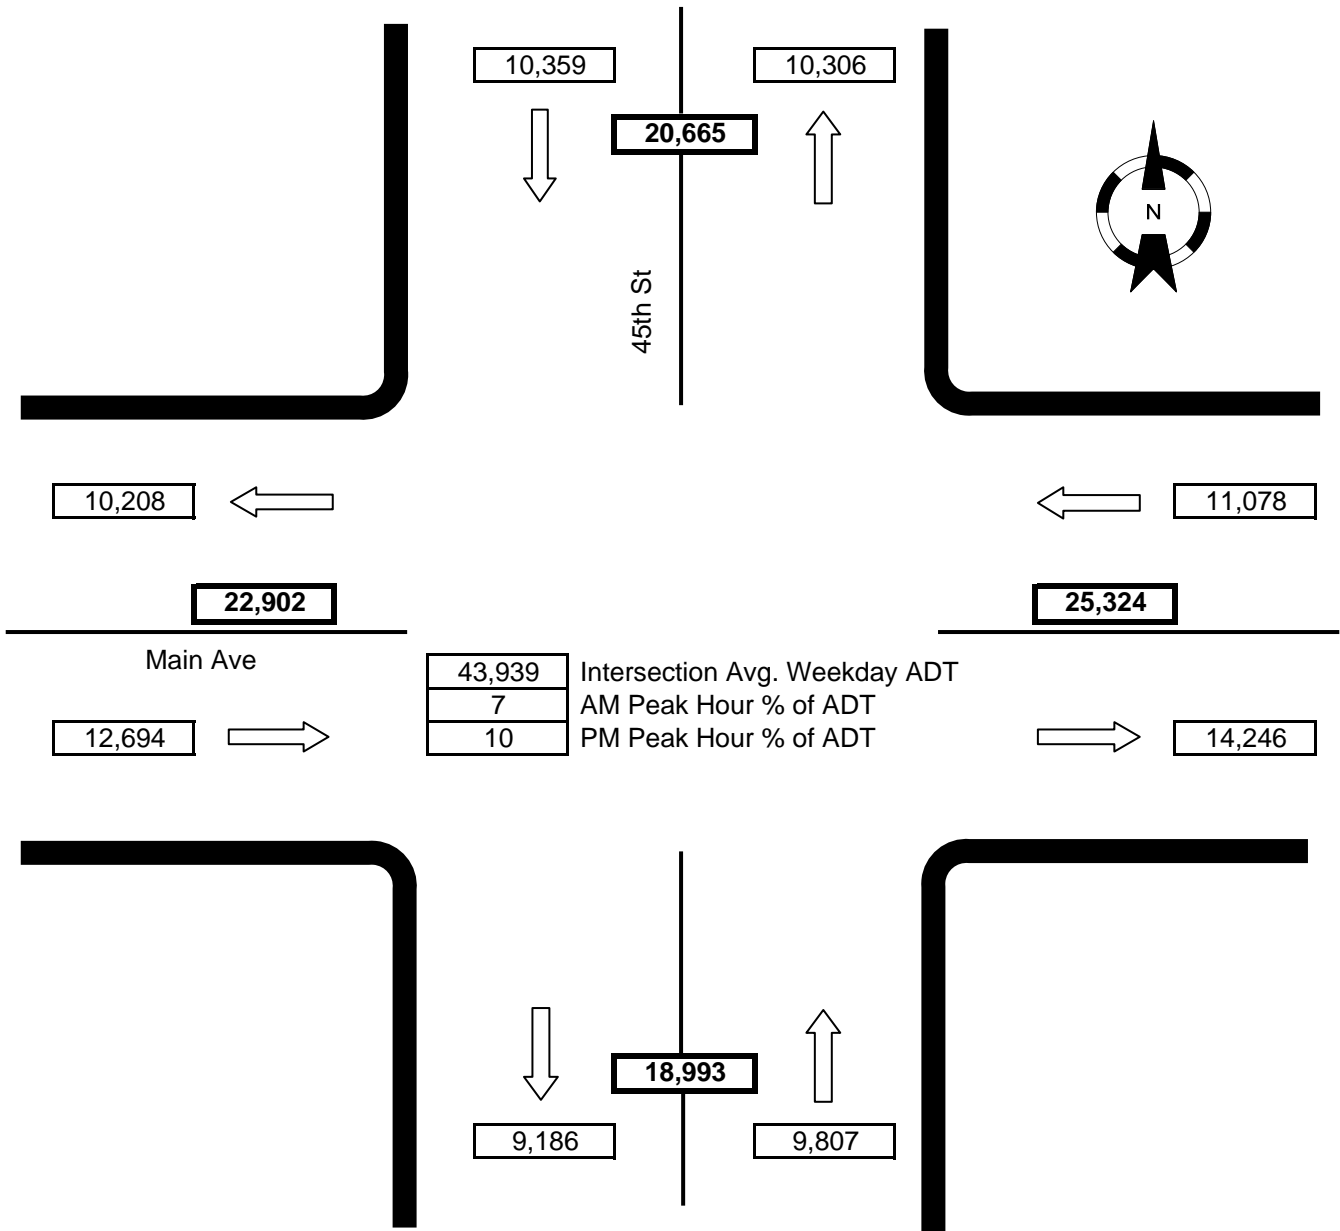 10,359
10,306
20,665
N
45th St
10,208
11,078
22,902
25,324
Main Ave
43,939 Intersection Avg. Weekday ADT
7 AM Peak Hour % of ADT
10 PM Peak Hour % of ADT
12,694
14,246
18,993
9,186
9,807